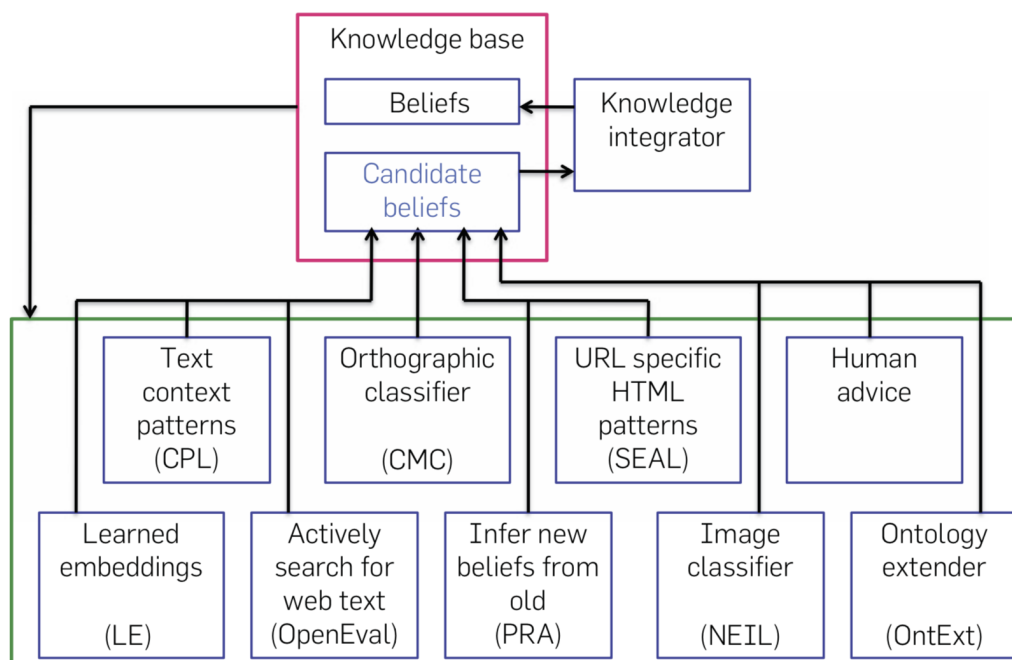 Knowledge base
Beliefs
Knowledge
integrator
Candidate
beliefs
Text
context
patterns
(CPL)
Orthographic
classifier
(CMC)
URL specific
HTML
patterns
(SEAL)
Human
advice
Learned
embeddings
(LE)
Actively
search for
web text
(OpenEval)
Infer new
beliefs from
old
(PRA)
Image
classifier
(NEIL)
Ontology
extender
(OntExt)